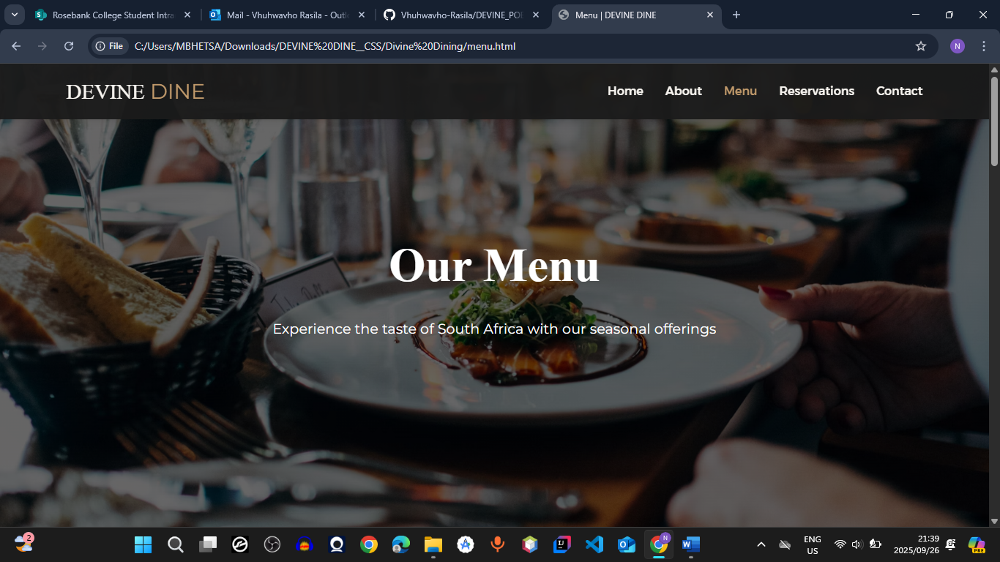 Rosebank College Student Intra
Mail - Vhuhwavho Rasila - Outl
Vhuhwavho-Rasila/DEVINE_POE
Menu | DEVINE DINE
File
C:/Users/MBHETSA/Downloads/DEVINE%20DINE__CSS/Divine%20Dining/menu.html
N
DEVINE DINE
Home
About
Menu
Reservations
Contact
Our Menu
Experience the taste of South Africa with our seasonal offerings
2
N
ENG
US
21:39
2025/09/26
PRE